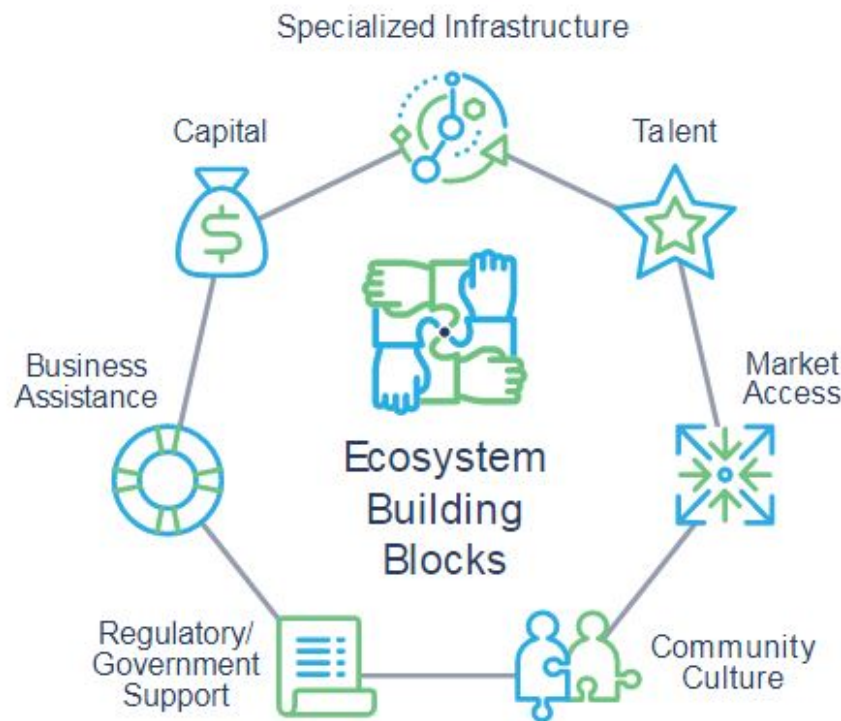 Specialized Infrastructure
Capital
Talent
$
Business
Assistance
Market
Access
Ecosystem
Building
Blocks
Regulatory/
Government
Support
Community
Culture